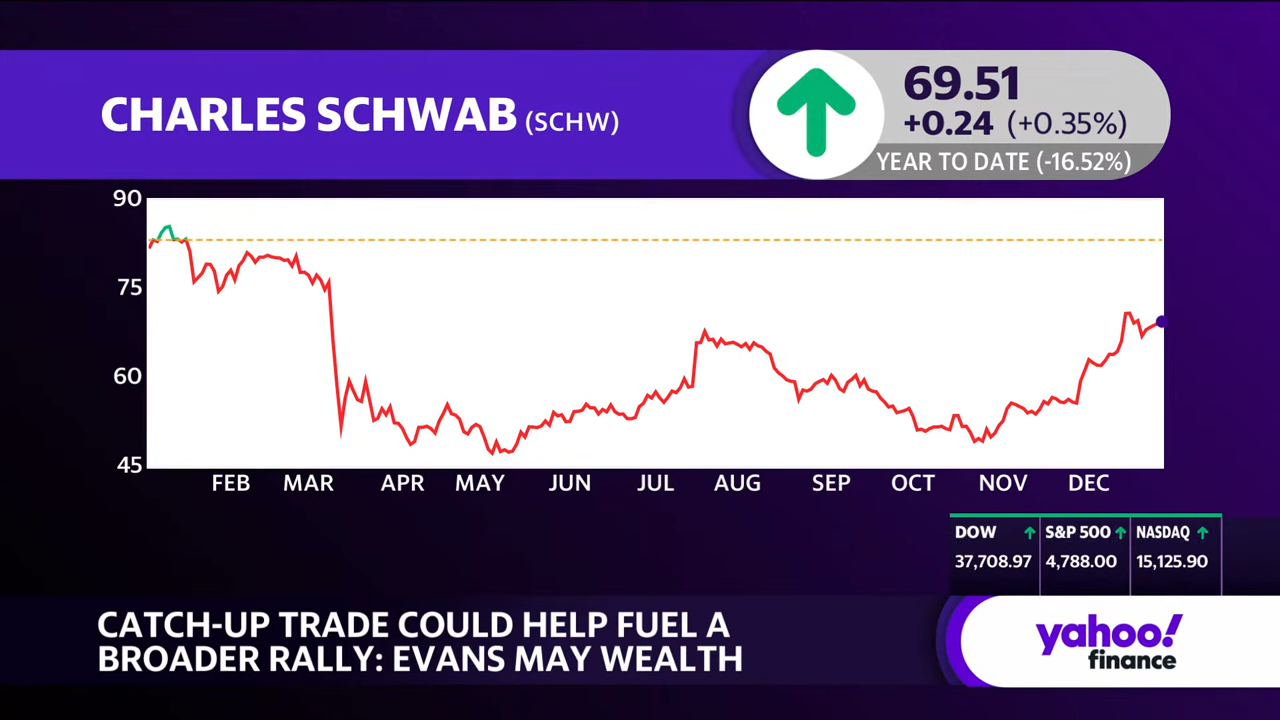 CHARLES SCHWAB (SCHW)
69.51
+0.24 (+0.35%)
YEAR TO DATE (-16.52%)
90
75
60
45
FEB MAR APR MAY JUN JUL AUG SEP OCT NOV DEC
DOW S&P 500 NASDAQ
37,708.97 4,788.00 15,125.90
CATCH-UP TRADE COULD HELP FUEL A
BROADER RALLY: EVANS MAY WEALTH
yahoo!
finance